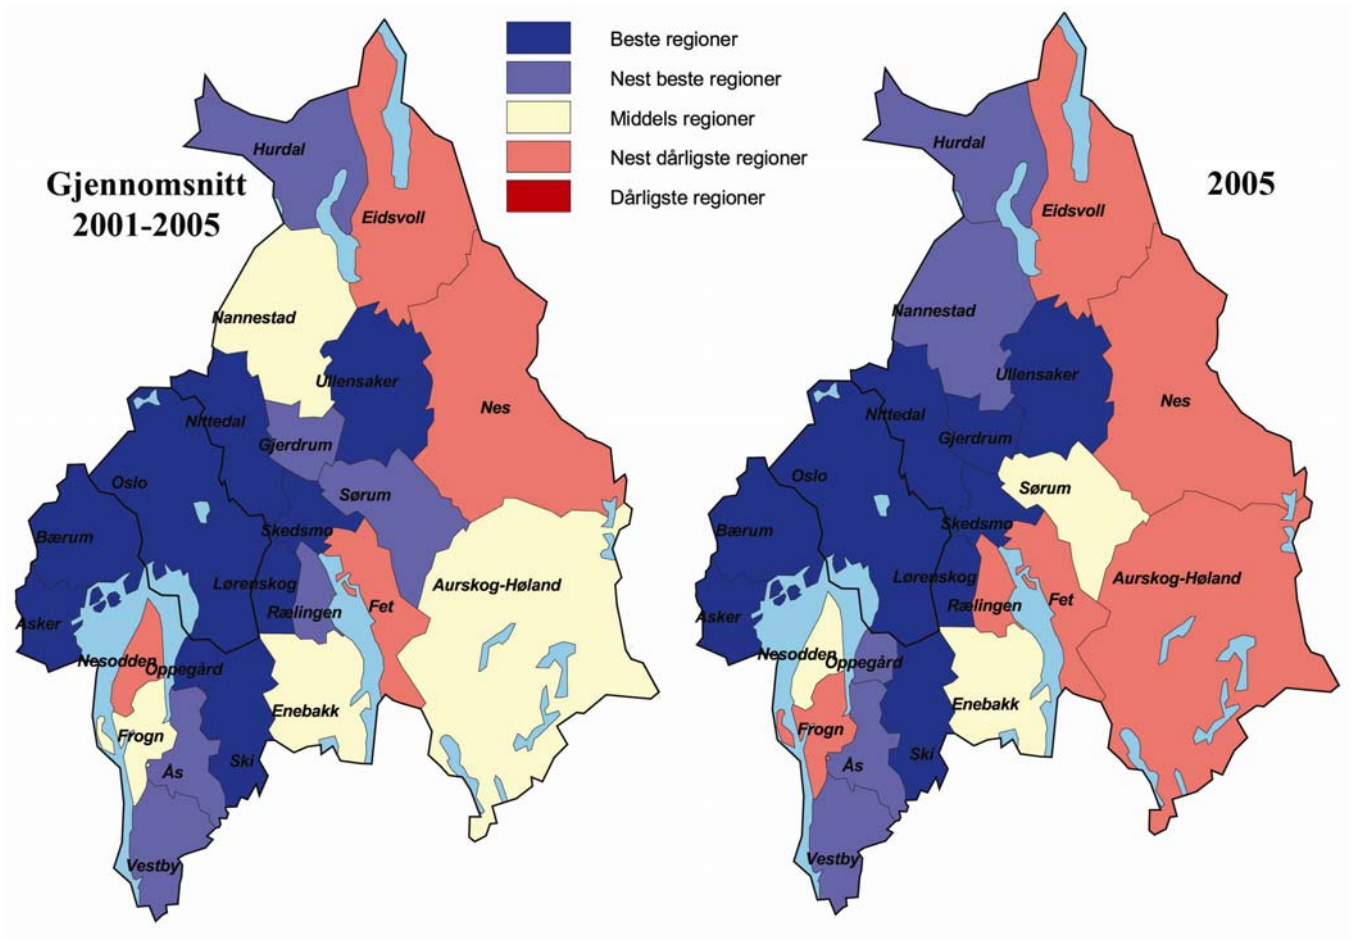 Beste regioner
Nest beste regioner
Middels regioner
Nest dårligste regioner
Dårligste regioner
Gjennomsnitt
2001-2005
Hurdal
Eidsvoll
Nannestad
Ullensaker
Nes
Nittedal
Gjerdrum
Oslo
Sørum
Skedsmo
Bærum
Lørenskog
Aurskog-Høland
Rælingen
Fet
Asker
Nesodden
Oppegård
Enebakk
Frogn
Ski
Ås
Vestby
2005
Hurdal
Eidsvoll
Nannestad
Ullensaker
Nes
Nittedal
Gjerdrum
Oslo
Sørum
Skedsmo
Bærum
Lørenskog
Aurskog-Høland
Rælingen
Fet
Asker
Nesodden
Oppegård
Enebakk
Frogn
Ski
Ås
Vestby